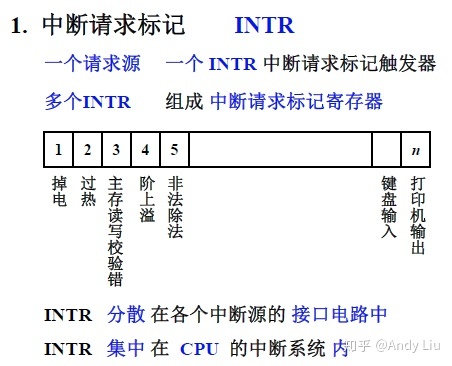 1. 中断请求标记 INTR
一个请求源 一个 INTR 中断请求标记触发器
多个INTR 组成 中断请求标记寄存器
1 2 3 4 5 n
掉电
过热
主存读写校验错
阶上溢
非法除法
键盘输入
打印机输出
INTR 分散 在各个中断源的 接口电路中
INTR 集中 在 CPU 的中断系统 内
知乎 @Andy Liu